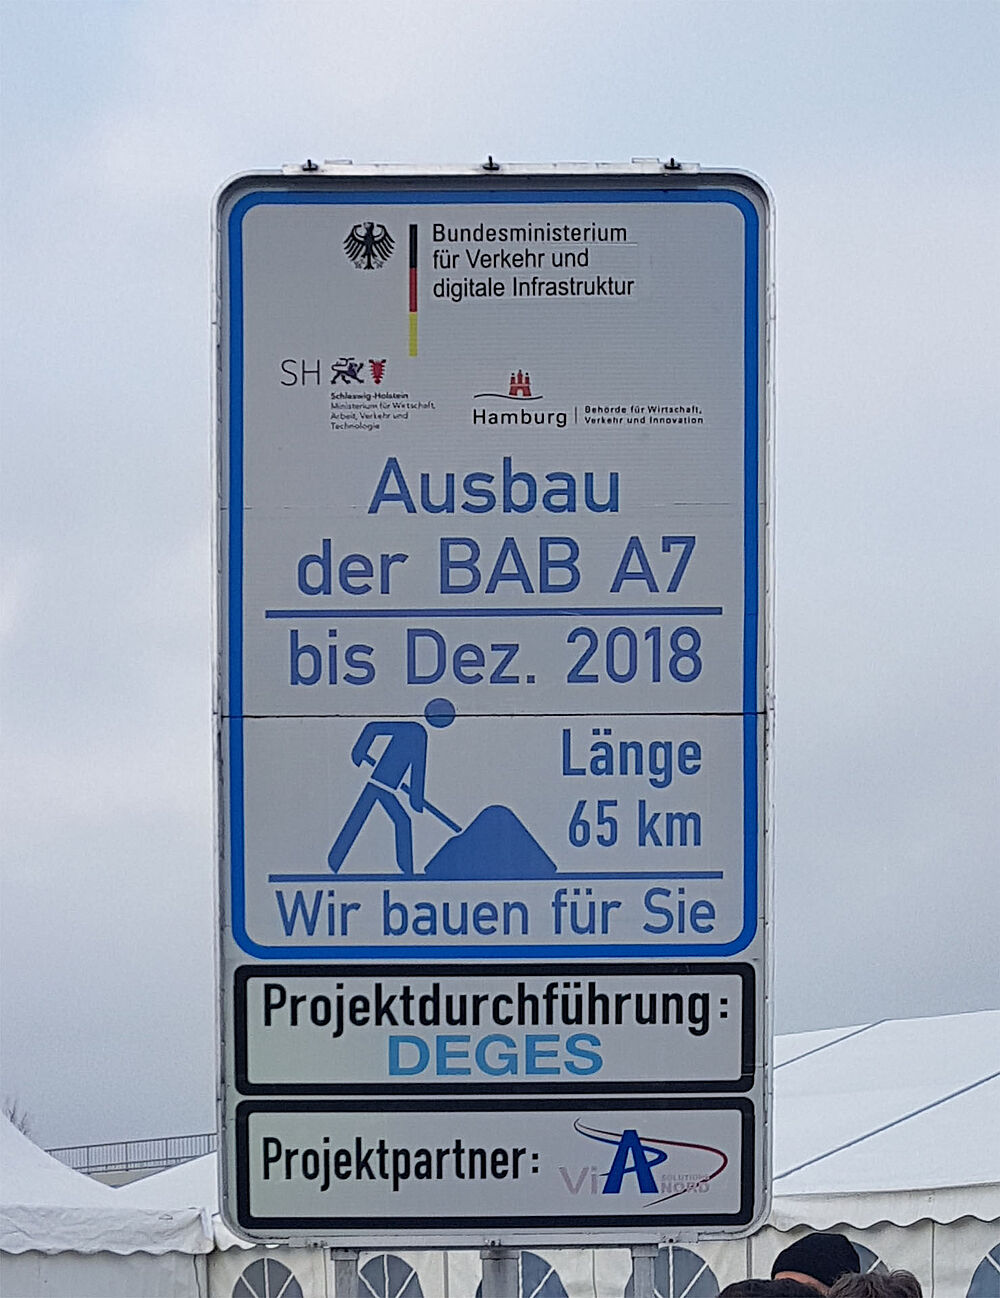 Bundesministerium
für Verkehr und
digitale Infrastruktur
SH
Schleswig-Holstein
Ministerium für Wirtschaft,
Arbeit, Verkehr und
Technologie
Hamburg
Behörde für Wirtschaft,
Verkehr und Innovation
Ausbau
der BAB A7
bis Dez. 2018
Länge
65 km
Wir bauen für Sie
Projektdurchführung:
DEGES
Projektpartner:
ViA
SOLUTIONS
NORD